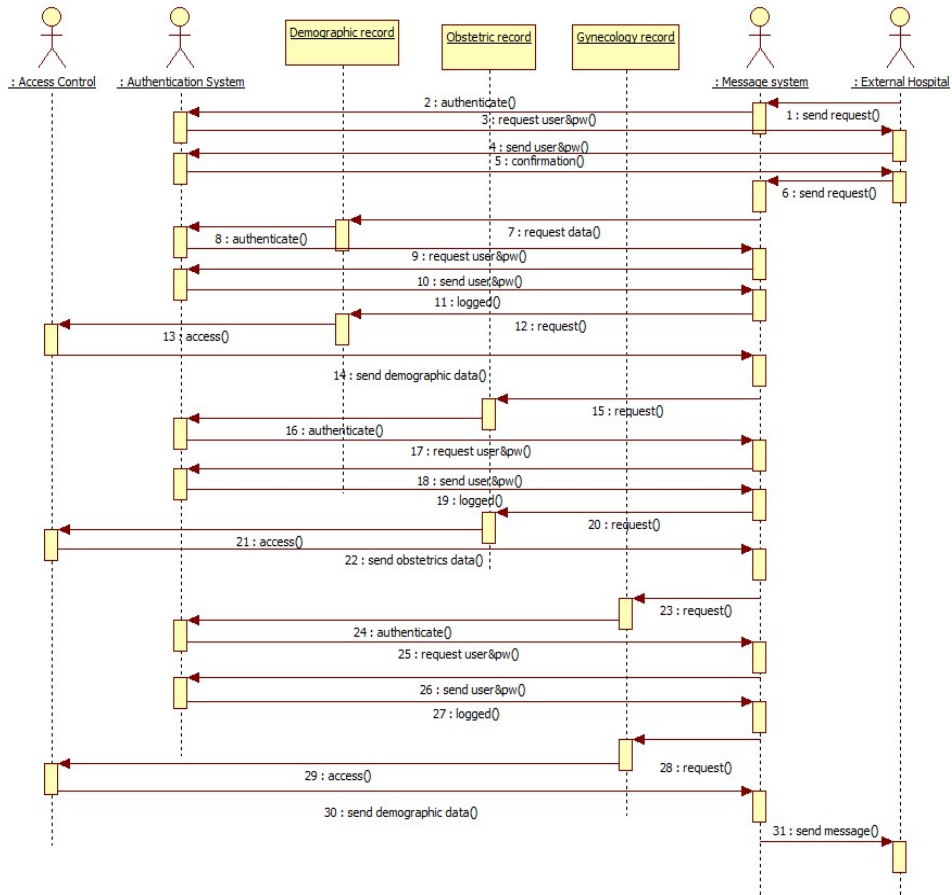 Demographic record
Obstetric record
Gynecology record
: Access Control
: Authentication System
: Message system
: External Hospital
2 : authenticate()
1 : send request()
3 : request user&pw()
4 : send user&pw()
5 : confirmation()
6 : send request()
7 : request data()
8 : authenticate()
9 : request user&pw()
10 : send user&pw()
11 : logged()
12 : request()
13 : access()
14 : send demographic data()
15 : request()
16 : authenticate()
17 : request user&pw()
18 : send user&pw()
19 : logged()
20 : request()
21 : access()
22 : send obstetrics data()
23 : request()
24 : authenticate()
25 : request user&pw()
26 : send user&pw()
27 : logged()
28 : request()
29 : access()
30 : send demographic data()
31 : send message()